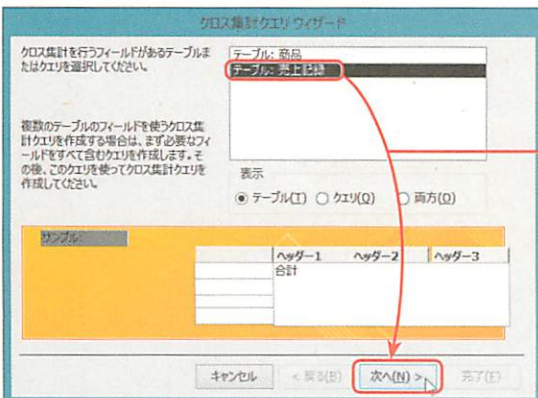 クロス集計クエリ ウィザード
クロス集計を行うフィールドがあるテーブルま
たはクエリを選択してください。
テーブル: 商品
テーブル: 売上記録
複数のテーブルのフィールドを使うクロス集
計クエリを作成する場合は、まず必要なフィ
ールドをすべて含むクエリを作成します。そ
の後、このクエリを使ってクロス集計クエリを
作成してください。
表示
テーブル(T) クエリ(Q) 両方(O)
サンプル:
ヘッダー1 ヘッダー2 ヘッダー3
合計
キャンセル < 戻る(B) 次へ(N) > 完了(F)